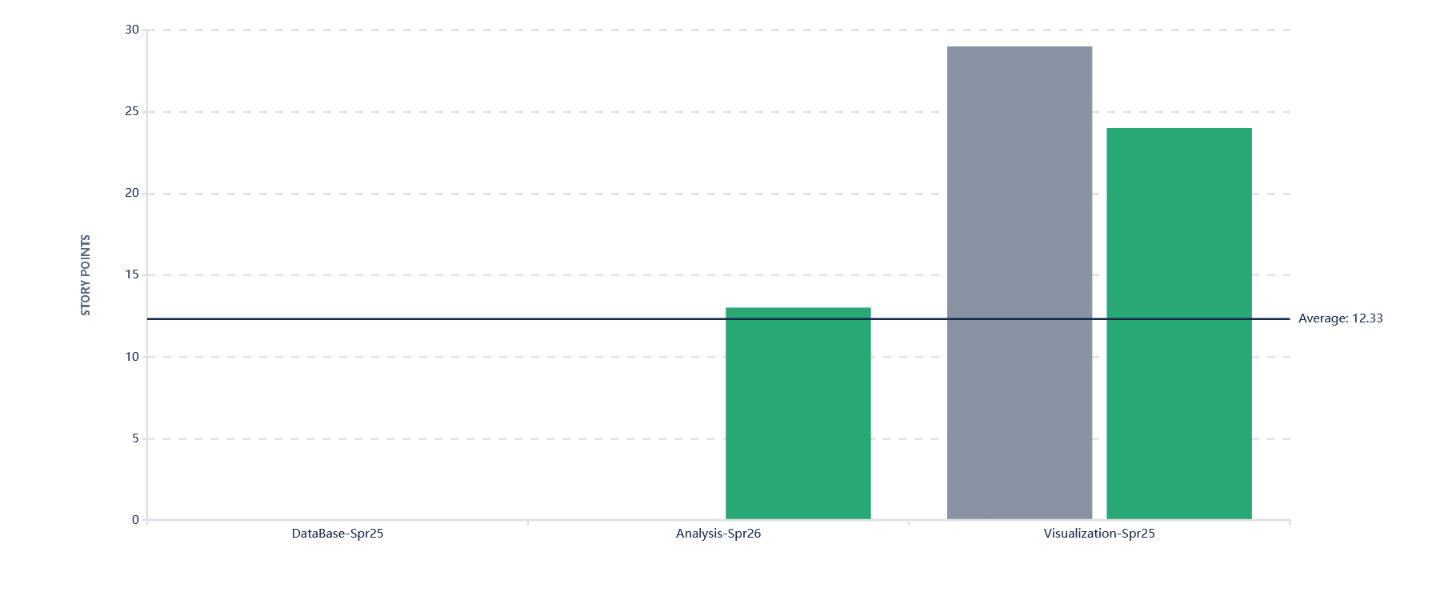 30
25
20
15
10
5
0
STORY POINTS
Average: 12.33
DataBase-Spr25
Analysis-Spr26
Visualization-Spr25